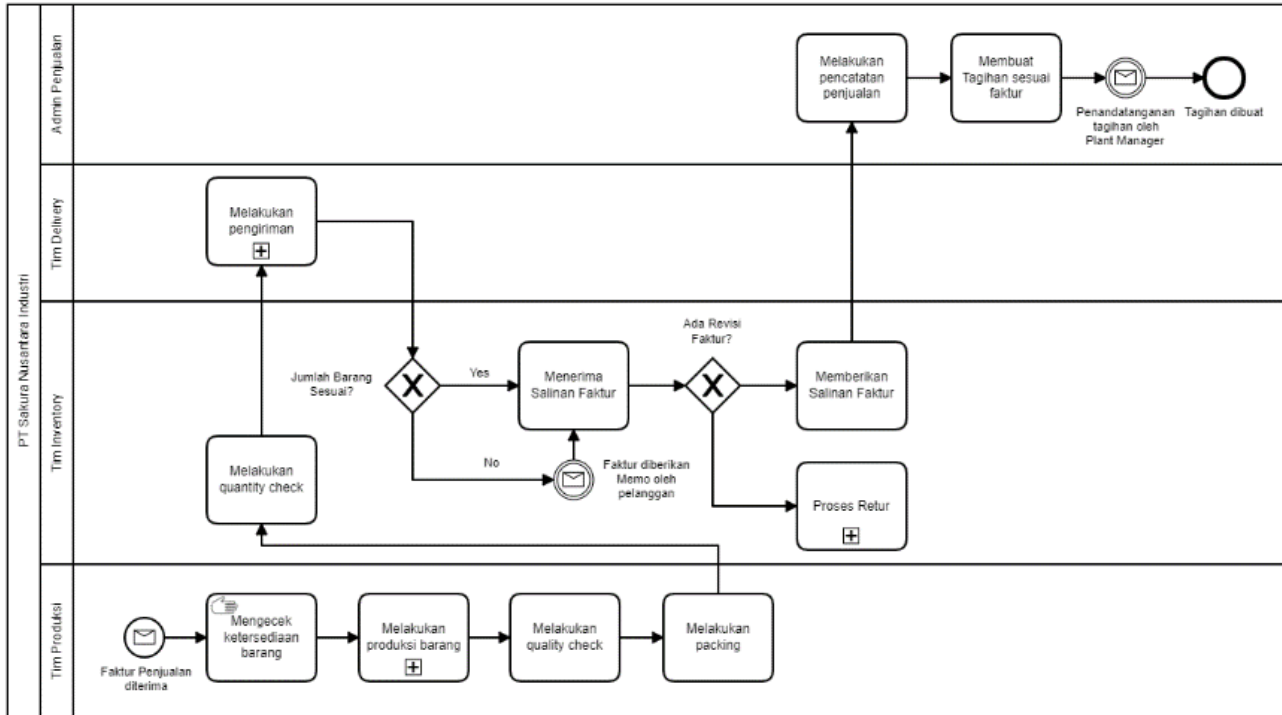 PT Sakura Nusantara Industri
Admin Penjualan
Melakukan
pencatatan
penjualan
Membuat
Tagihan sesuai
faktur
Penandatanganan
tagihan oleh
Plant Manager
Tagihan dibuat
Tim Delivery
Melakukan
pengiriman
Tim Inventory
Jumlah Barang
Sesuai?
Yes
No
Menerima
Salinan Faktur
Faktur diberikan
Memo oleh
pelanggan
Ada Revisi
Faktur?
Memberikan
Salinan Faktur
Proses Retur
Melakukan
quantity check
Tim Produksi
Faktur Penjualan
diterima
Mengecek
ketersediaan
barang
Melakukan
produksi barang
Melakukan
quality check
Melakukan
packing